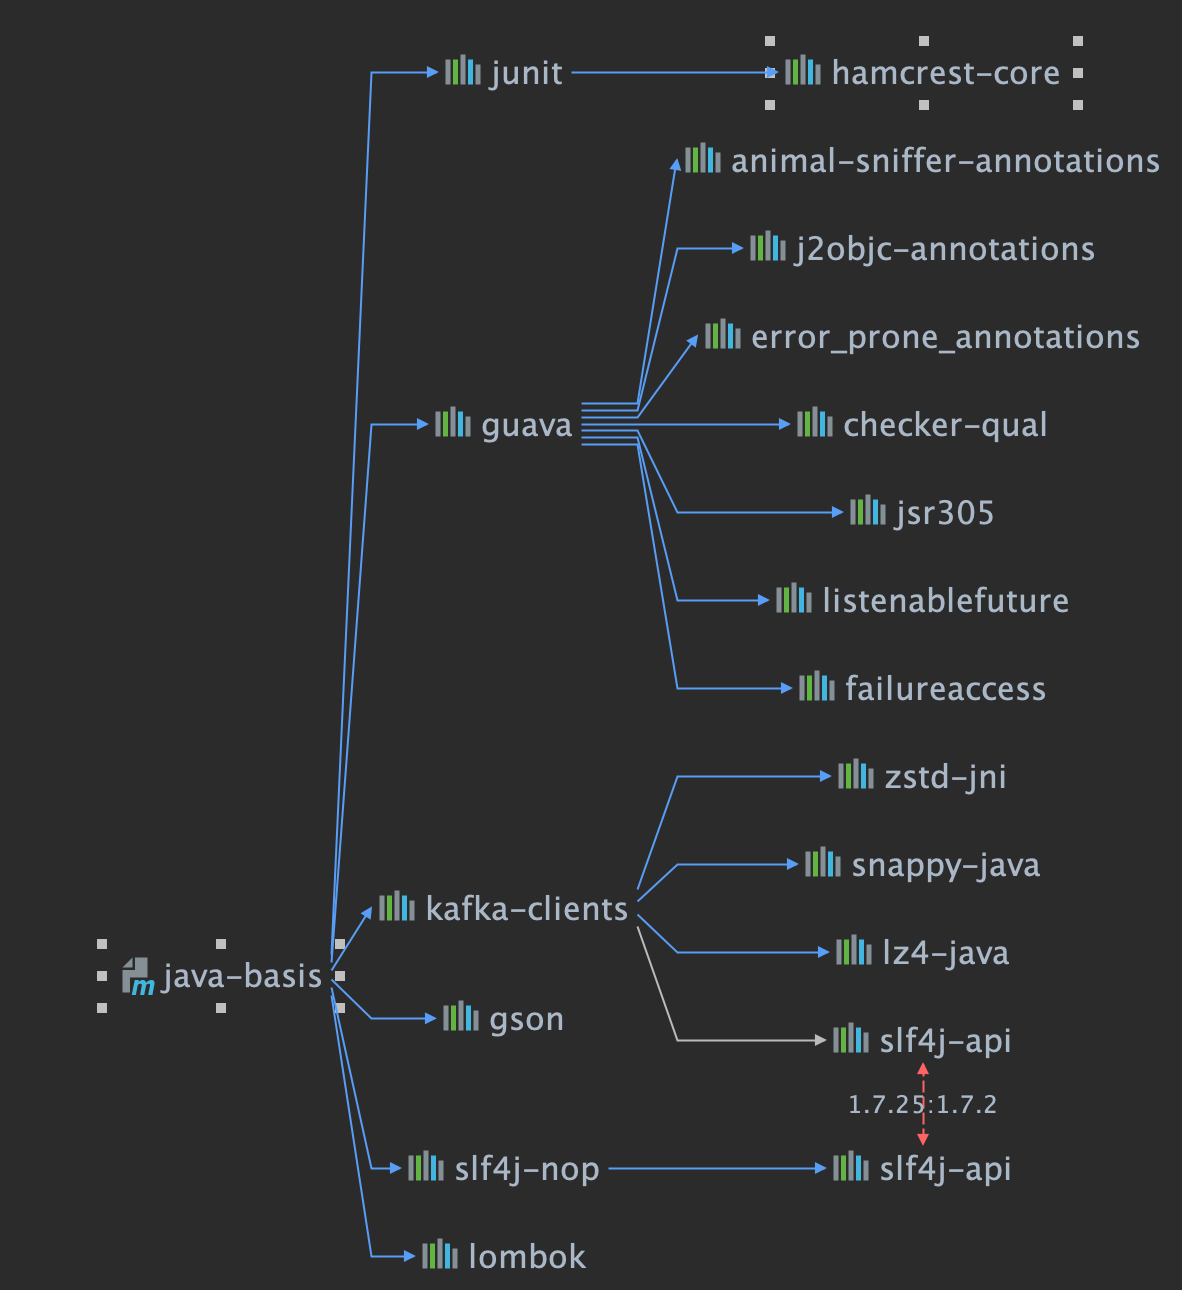 junit
hamcrest-core
animal-sniffer-annotations
j2objc-annotations
error_prone_annotations
guava
checker-qual
jsr305
listenablefuture
failureaccess
zstd-jni
snappy-java
kafka-clients
lz4-java
m java-basis
gson
slf4j-api
1.7.25:1.7.2
slf4j-nop
slf4j-api
lombok